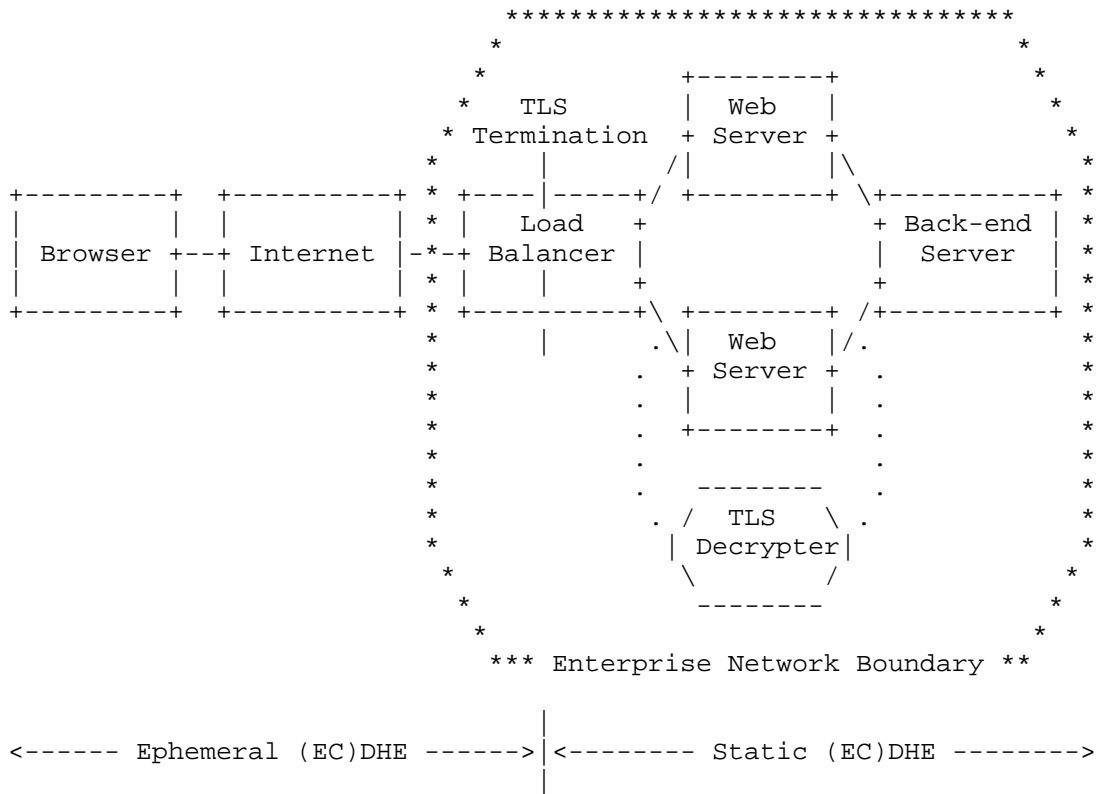 TLS Web
Termination Server
Load Back-end
Browser Internet Balancer Server
Web
Server
TLS
Decrypter
Enterprise Network Boundary
Ephemeral (EC)DHE Static (EC)DHE